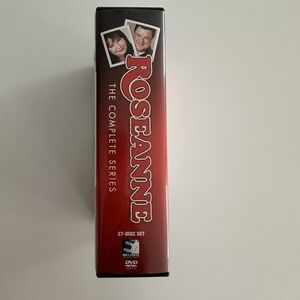 ROSEANNE
THE COMPLETE SERIES
27-DISC SET
DVD